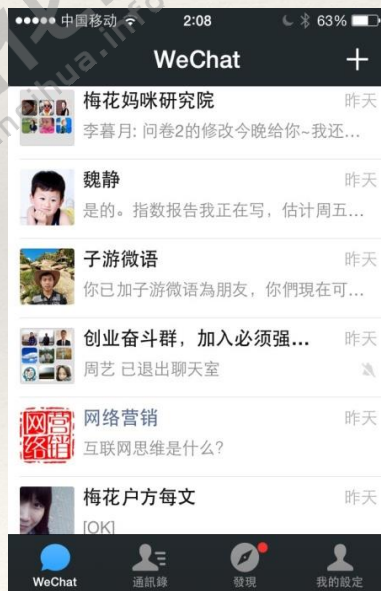 中国移动 2:08 63%
WeChat +
梅花妈咪研究院 昨天
李暮月: 问卷2的修改今晚给你~我还…
魏静 昨天
是的。指数报告我正在写，估计周五…
子游微语 昨天
你已加子游微语為朋友，你們現在可…
创业奋斗群，加入必须强… 昨天
周艺 已退出聊天室
网络营销 昨天
网络营销
互联网思维是什么？
梅花户方每文 昨天
[OK]
WeChat 通訊錄 發現 我的設定